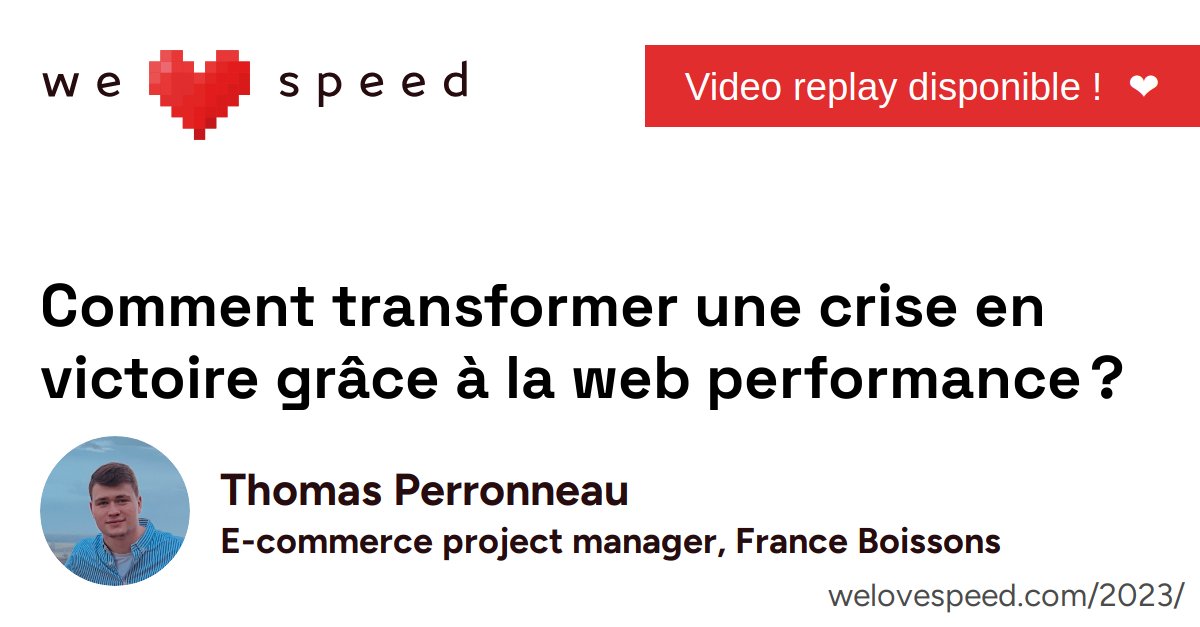 we ❤ speed
Video replay disponible ! ❤
Comment transformer une crise en
victoire grâce à la web performance ?
Thomas Perronneau
E-commerce project manager, France Boissons
welovespeed.com/2023/